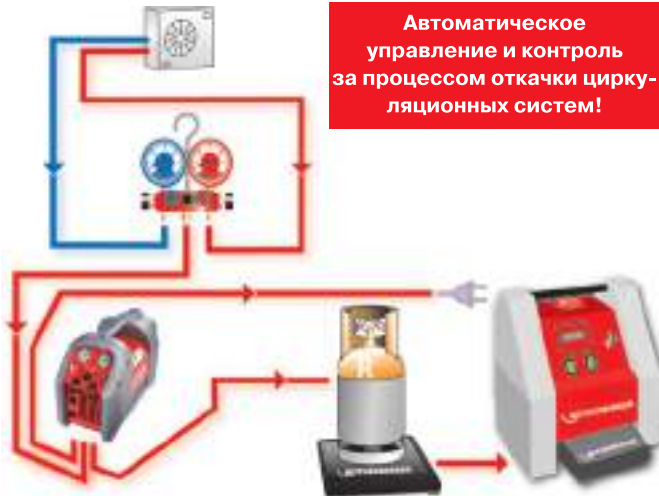 Автоматическое
управление и контроль
за процессом откачки цирку-
ляционных систем!